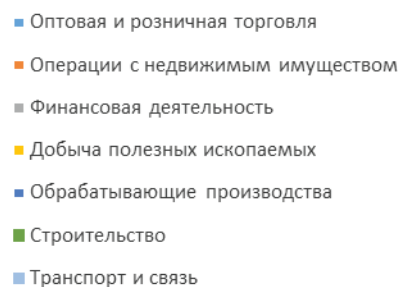 Оптовая и розничная торговля
Операции с недвижимым имуществом
Финансовая деятельность
Добыча полезных ископаемых
Обрабатывающие производства
Строительство
Транспорт и связь